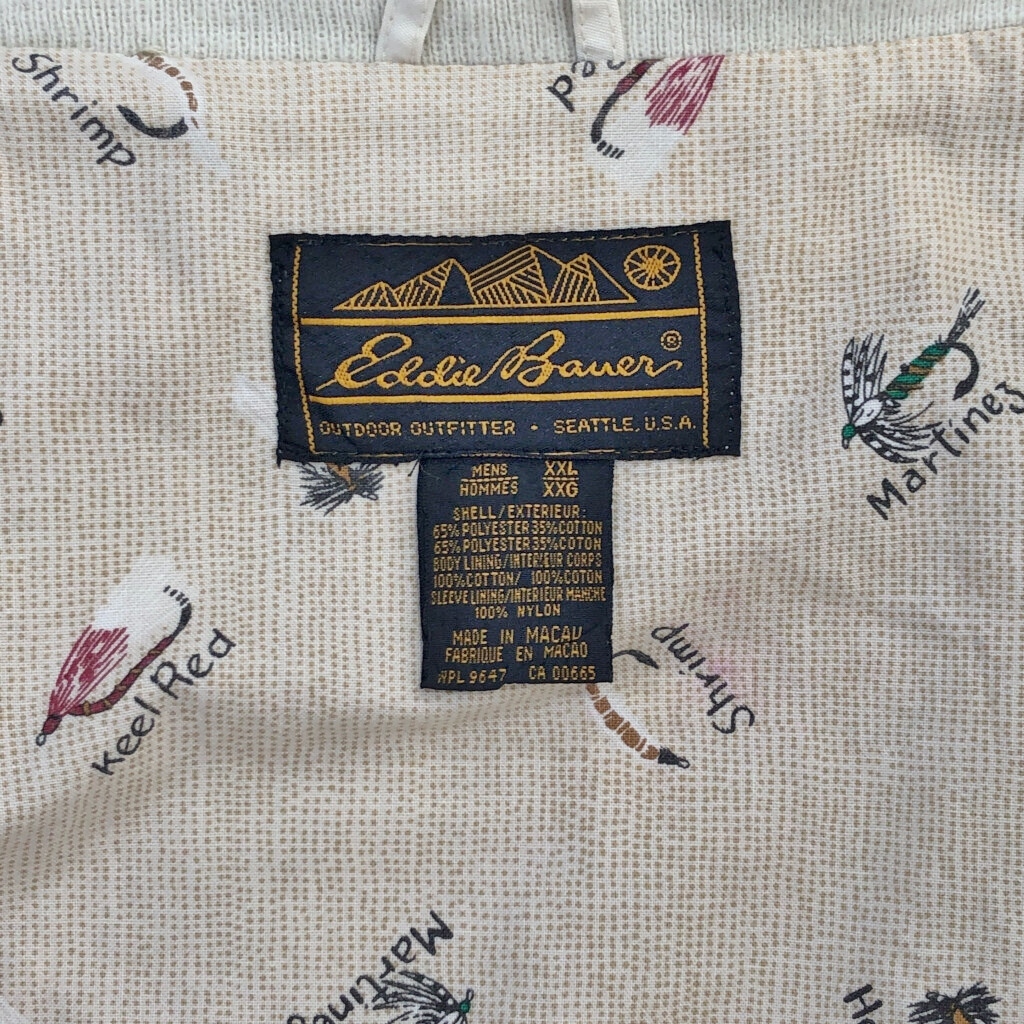 Shrimp
ed
Eddie Bauer®
OUTDOOR OUTFITTER • SEATTLE, U.S.A.
Martinez
MENS XXL
HOMMES XXG
SHELL/EXTERIEUR:
65% POLYESTER 35% COTTON
65% POLYESTER 35% COTON
BODY LINING/INTERIEUR CORPS
100% COTTON/ 100% COTON
SLEEVE LINING/INTERIEUR MANCHE
100% NYLON
MADE IN MACAU
FABRIQUE EN MACAO
RPL 9647 CA 00665
Keel Red
Shrimp
Martinez
H